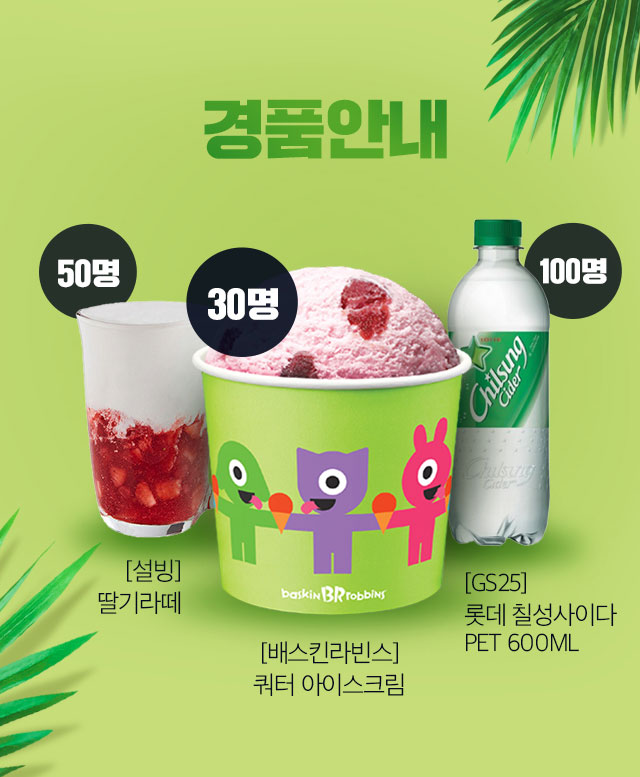 경품안내
50명
30명
100명
Chilsung
Cider
Chilsung
Cider
baskin BR robbins
[설빙]
딸기라떼
[배스킨라빈스]
쿼터 아이스크림
[GS25]
롯데 칠성사이다
PET 600ML